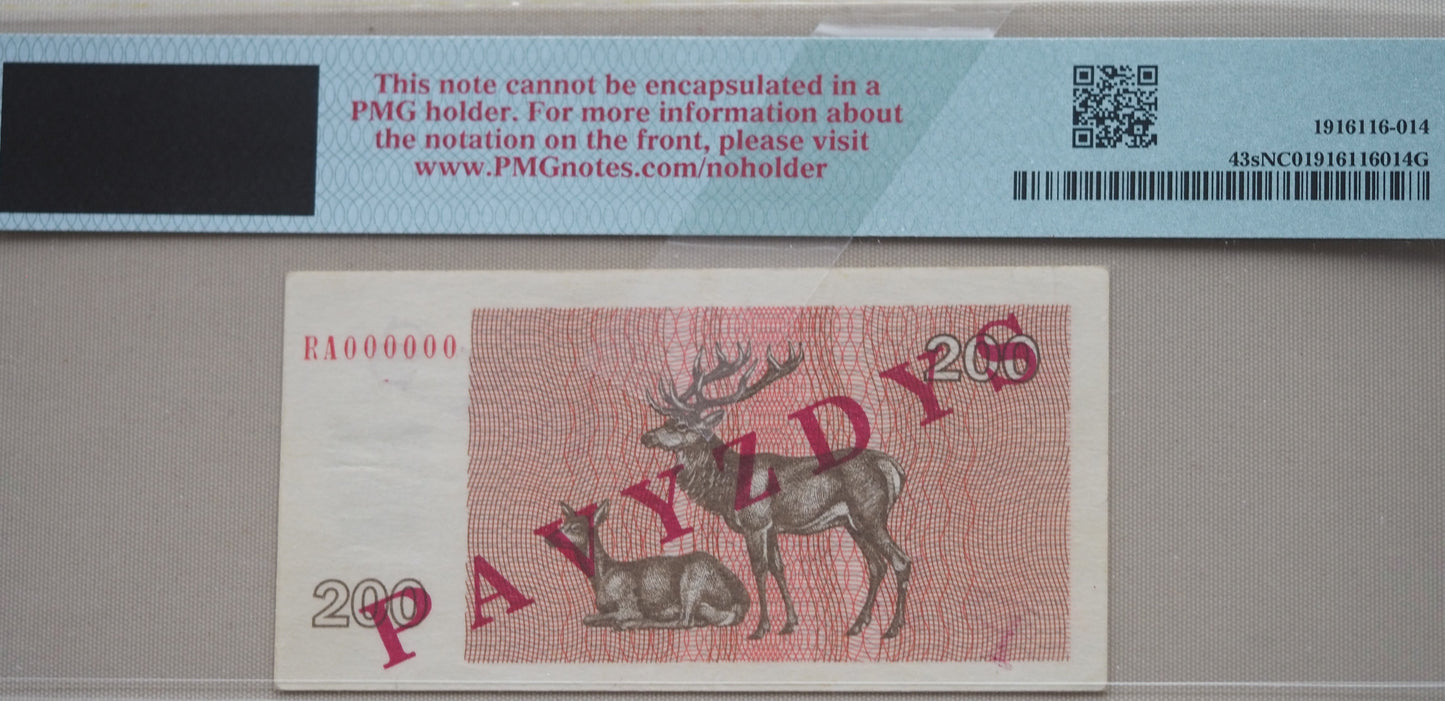 This note cannot be encapsulated in a
PMG holder. For more information about
the notation on the front, please visit
www.PMGnotes.com/noholder
1916116-014
43sNC01916116014G
RA000000
200
200
PAVYZDYS